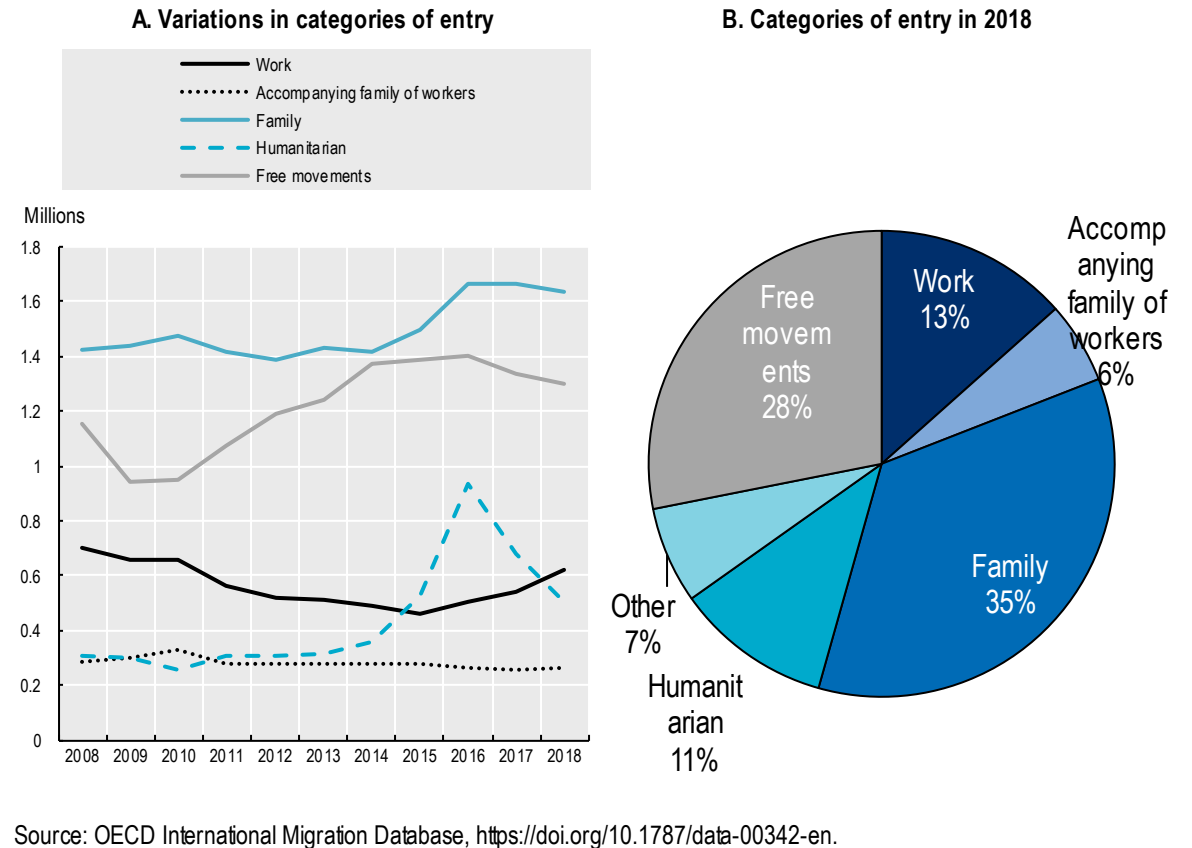 A. Variations in categories of entry
Work
Accompanying family of workers
Family
Humanitarian
Free movements
Millions
1.8
1.6
1.4
1.2
1
0.8
0.6
0.4
0.2
0
2008 2009 2010 2011 2012 2013 2014 2015 2016 2017 2018
B. Categories of entry in 2018
Work
13%
Accomp
anying
family of
workers
6%
Family
35%
Humanit
arian
11%
Other
7%
Free
movem
ents
28%
Source: OECD International Migration Database, https://doi.org/10.1787/data-00342-en.